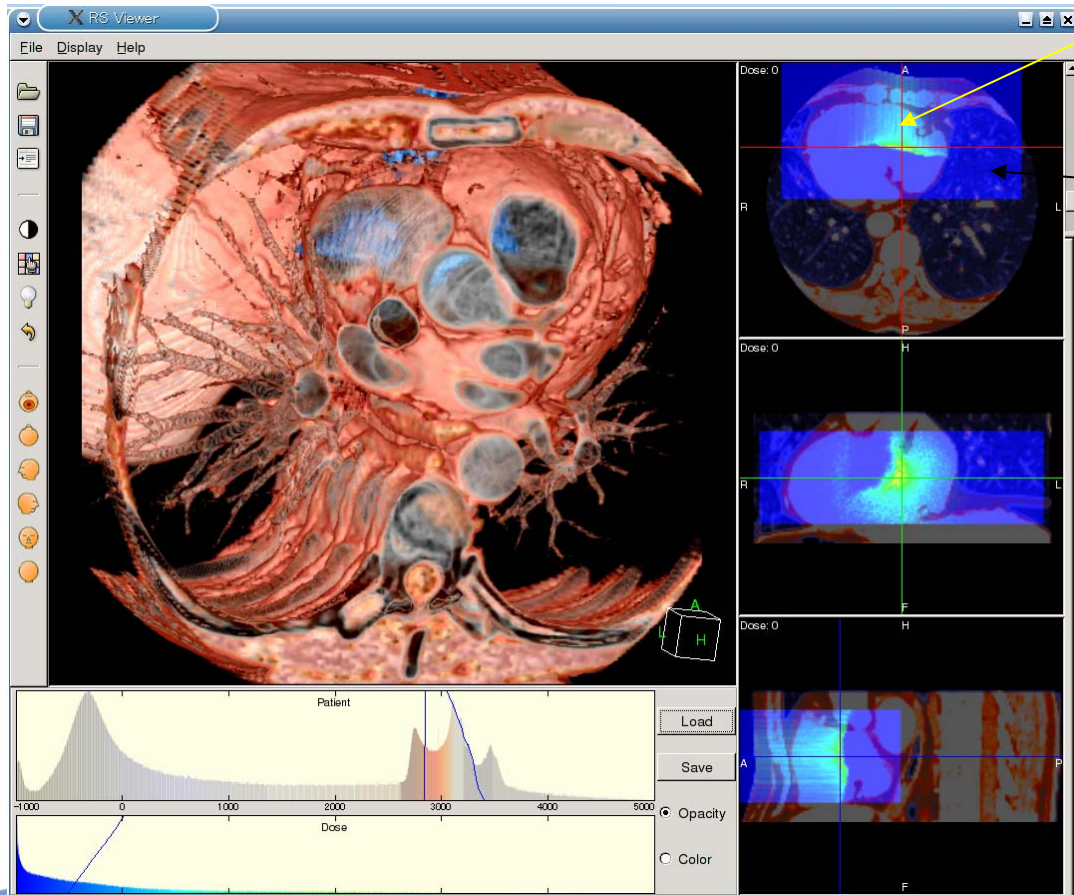 RS Viewer
File Display Help
Dose: 0
A
R
L
P
Dose: 0
H
R
L
F
Dose: 0
H
A
P
F
A
L
H
Patient
-1000 0 1000 2000 3000 4000 5000
Dose
Load
Save
Opacity
Color